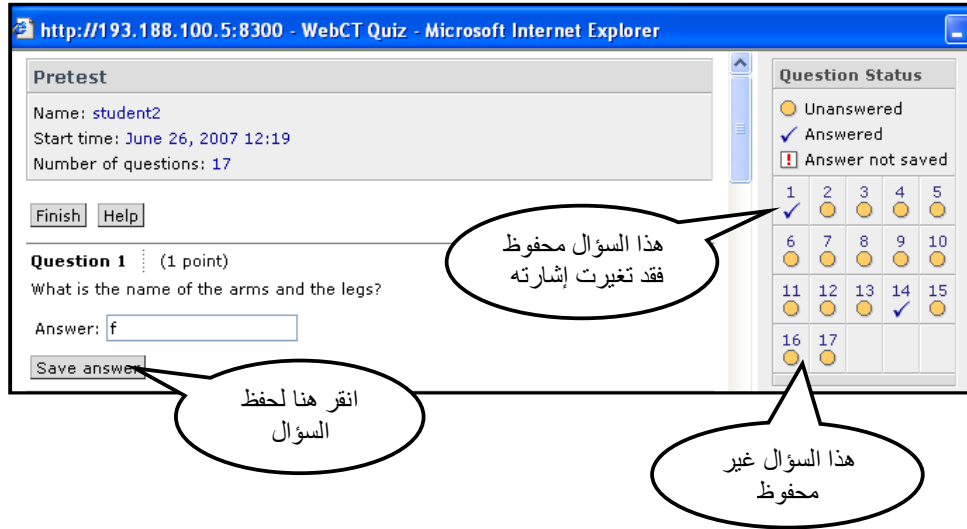 http://193.188.100.5:8300 - WebCT Quiz - Microsoft Internet Explorer
Pretest
Name: student2
Start time: June 26, 2007 12:19
Number of questions: 17
Finish Help
Question 1 (1 point)
What is the name of the arms and the legs?
Answer: f
Save answer
Question Status
Unanswered
Answered
! Answer not saved
1 2 3 4 5
6 7 8 9 10
11 12 13 14 15
16 17
هذا السؤال محفوظ
فقد تغيرت إشارته
انقر هنا لحفظ
السؤال
هذا السؤال غير
محفوظ